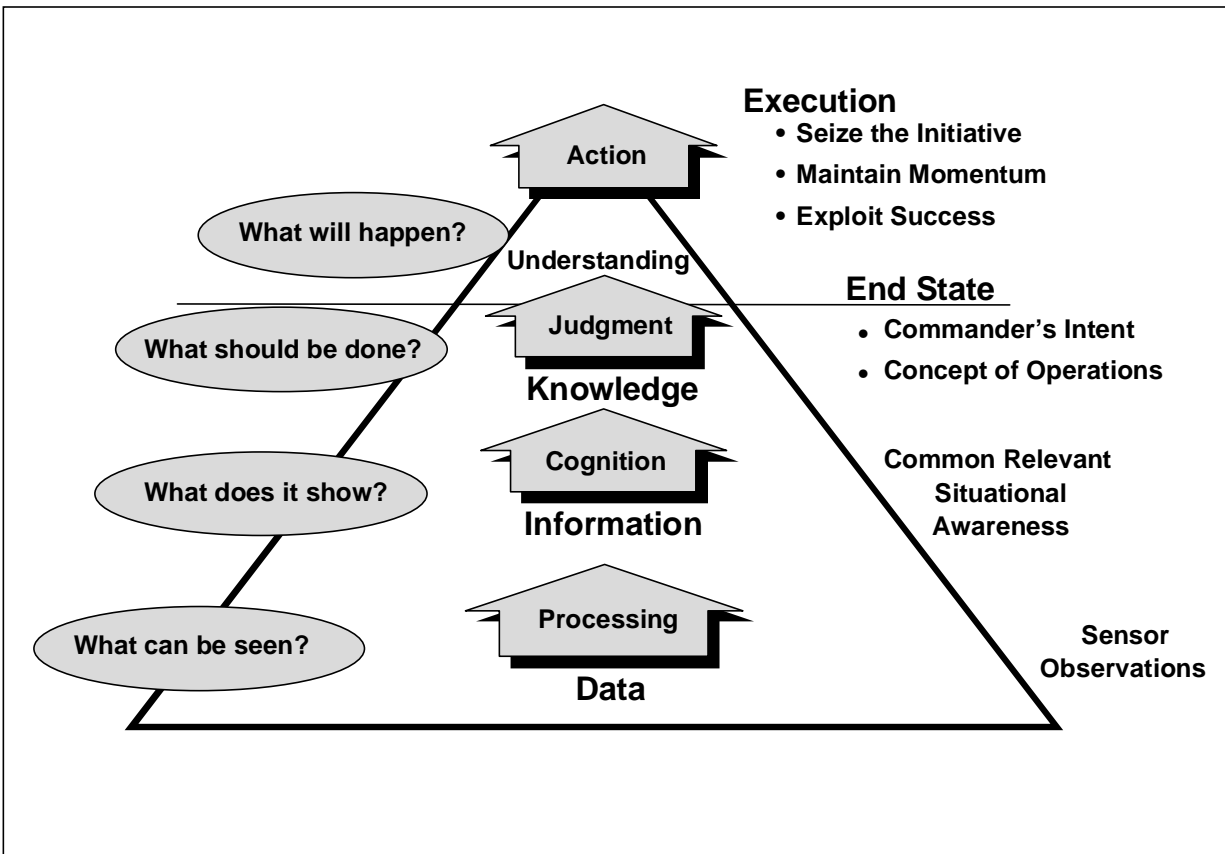 Execution
• Seize the Initiative
• Maintain Momentum
• Exploit Success
Action
What will happen?
Understanding
End State
• Commander’s Intent
• Concept of Operations
Judgment
What should be done?
Knowledge
Cognition
What does it show?
Common Relevant
Situational
Awareness
Information
Processing
What can be seen?
Sensor
Observations
Data